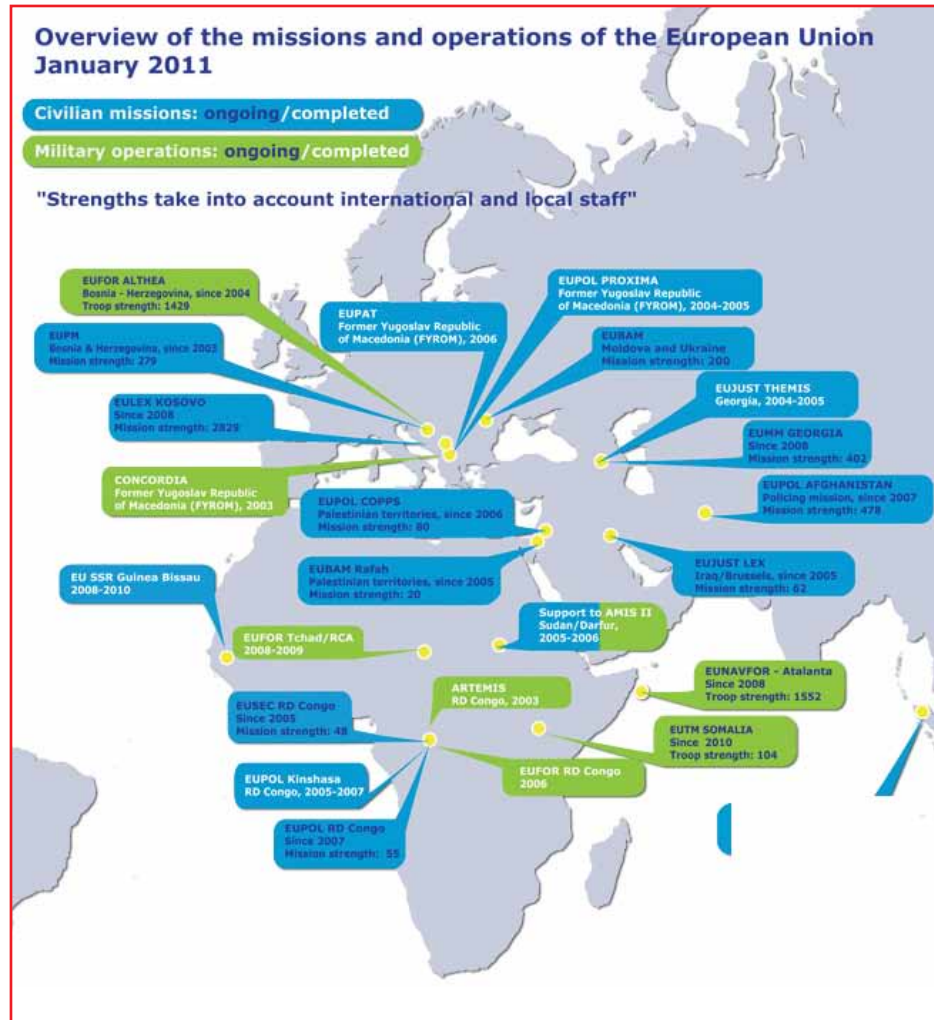 Overview of the missions and operations of the European Union
January 2011
Civilian missions: ongoing/completed
Military operations: ongoing/completed
"Strengths take into account international and local staff"
EUFOR ALTHEA
Bosnia - Herzegovina, since 2004
Troop strength: 1429
EUPM
Bosnia & Herzegovina, since 2003
Mission strength: 279
EULEX KOSOVO
Since 2008
Mission strength: 2829
CONCORDIA
Former Yugoslav Republic
of Macedonia (FYROM), 2003
EUPAT
Former Yugoslav Republic
of Macedonia (FYROM), 2006
EUPOL PROXIMA
Former Yugoslav Republic
of Macedonia (FYROM), 2004-2005
EUBAM
Moldova and Ukraine
Mission strength: 200
EUJUST THEMIS
Georgia, 2004-2005
EUMM GEORGIA
Since 2008
Mission strength: 402
EUPOL AFGHANISTAN
Policing mission, since 2007
Mission strength: 478
EUPOL COPPS
Palestinian territories, since 2006
Mission strength: 80
EUBAM Rafah
Palestinian territories, since 2005
Mission strength: 20
EUJUST LEX
Iraq/Brussels, since 2005
Mission strength: 62
EU SSR Guinea Bissau
2008-2010
EUFOR Tchad/RCA
2008-2009
Support to AMIS II
Sudan/Darfur,
2005-2006
EUNAVFOR - Atalanta
Since 2008
Troop strength: 1552
ARTEMIS
RD Congo, 2003
EUSEC RD Congo
Since 2005
Mission strength: 48
EUTM SOMALIA
Since 2010
Troop strength: 104
EUFOR RD Congo
2006
EUPOL Kinshasa
RD Congo, 2005-2007
EUPOL RD Congo
Since 2007
Mission strength: 55